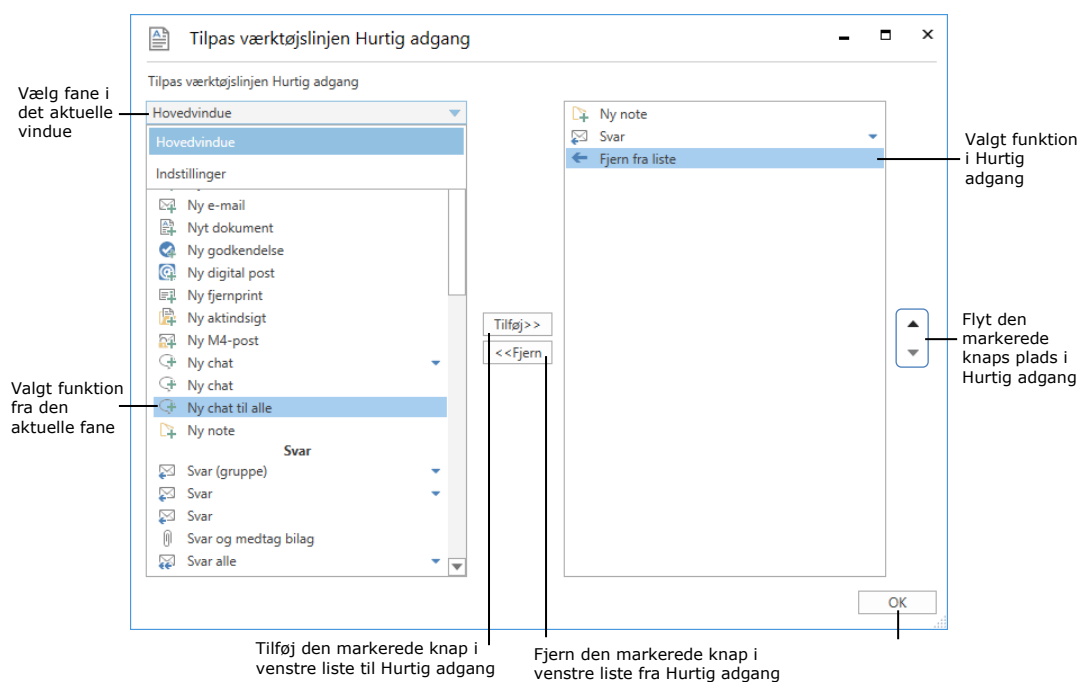 Tilpas værktøjslinjen Hurtig adgang
Tilpas værktøjslinjen Hurtig adgang
Vælg fane i
det aktuelle
vindue
Hovedvindue
Hovedvindue
Indstillinger
Ny e-mail
Nyt dokument
Ny godkendelse
Ny digital post
Ny fjernprint
Ny aktindsigt
Ny M4-post
Ny chat
Ny chat
Ny chat til alle
Ny note
Svar
Svar (gruppe)
Svar
Svar
Svar og medtag bilag
Svar alle
Valgt funktion
fra den
aktuelle fane
Tilføj>>
<<Fjern
Ny note
Svar
Fjern fra liste
Valgt funktion
i Hurtig
adgang
Flyt den
markerede
knaps plads i
Hurtig adgang
OK
Tilføj den markerede knap i
venstre liste til Hurtig adgang
Fjern den markerede knap i
venstre liste fra Hurtig adgang